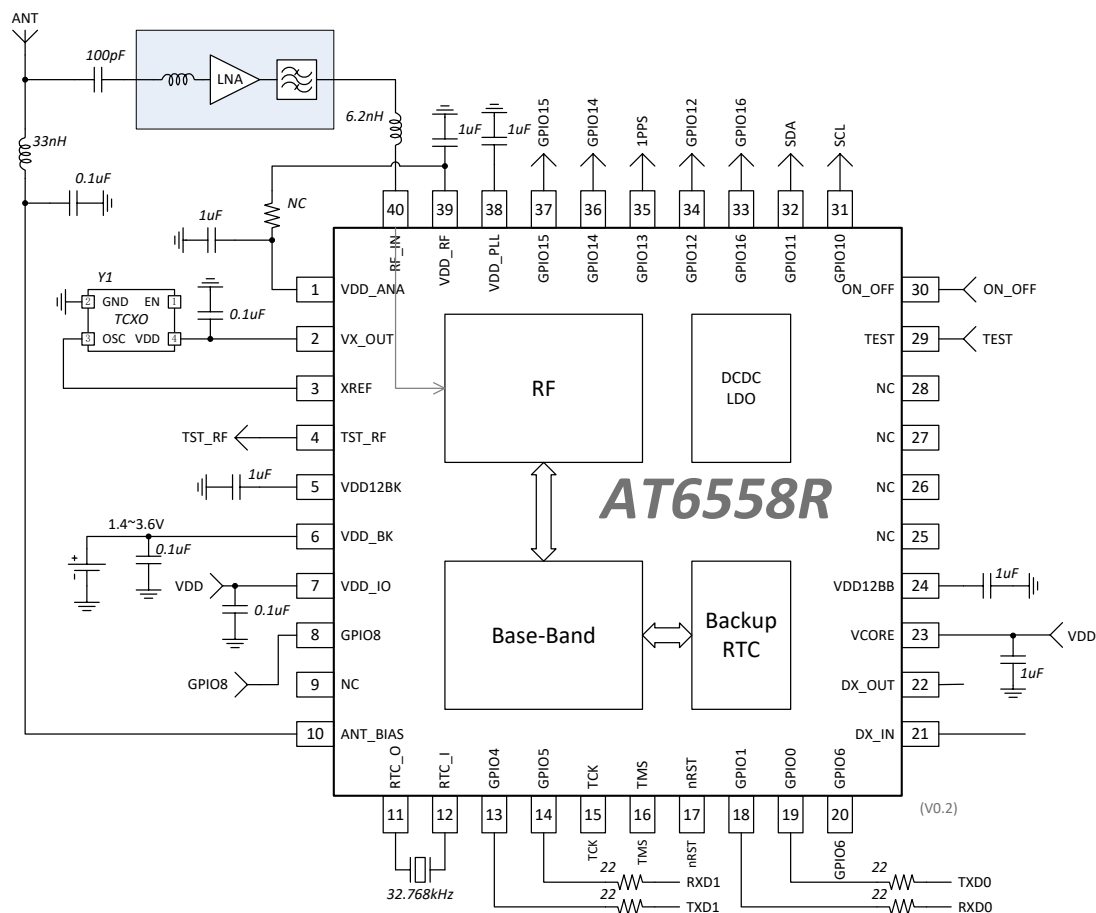 ANT
100pF
LNA
33nH
0.1uF
6.2nH
1uF
1uF
NC
1uF
GPIO15
GPIO14
1PPS
GPIO12
GPIO16
SDA
SCL
40
39
38
37
36
35
34
33
32
31
RF_IN
VDD_RF
VDD_PLL
GPIO15
GPIO14
GPIO13
GPIO12
GPIO16
GPIO11
GPIO10
Y1
2 GND EN 1
TCXO
3 OSC VDD 4
0.1uF
1 VDD_ANA
2 VX_OUT
3 XREF
TST_RF 4 TST_RF
1uF 5 VDD12BK
1.4~3.6V
+
-
0.1uF
6 VDD_BK
VDD 7 VDD_IO
0.1uF
8 GPIO8
GPIO8
9 NC
10 ANT_BIAS
RF
DCDC
LDO
AT6558R
Base-Band
Backup
RTC
ON_OFF 30 ON_OFF
TEST 29 TEST
NC 28
NC 27
NC 26
NC 25
VDD12BB 24 1uF
VCORE 23 VDD
1uF
DX_OUT 22
DX_IN 21
RTC_O
RTC_I
GPIO4
GPIO5
TCK
TMS
nRST
GPIO1
GPIO0
GPIO6
(V0.2)
11
12
13
14
15
16
17
18
19
20
TCK
TMS
nRST
GPIO6
32.768kHz
22 RXD1
22 TXD1
22 TXD0
22 RXD0